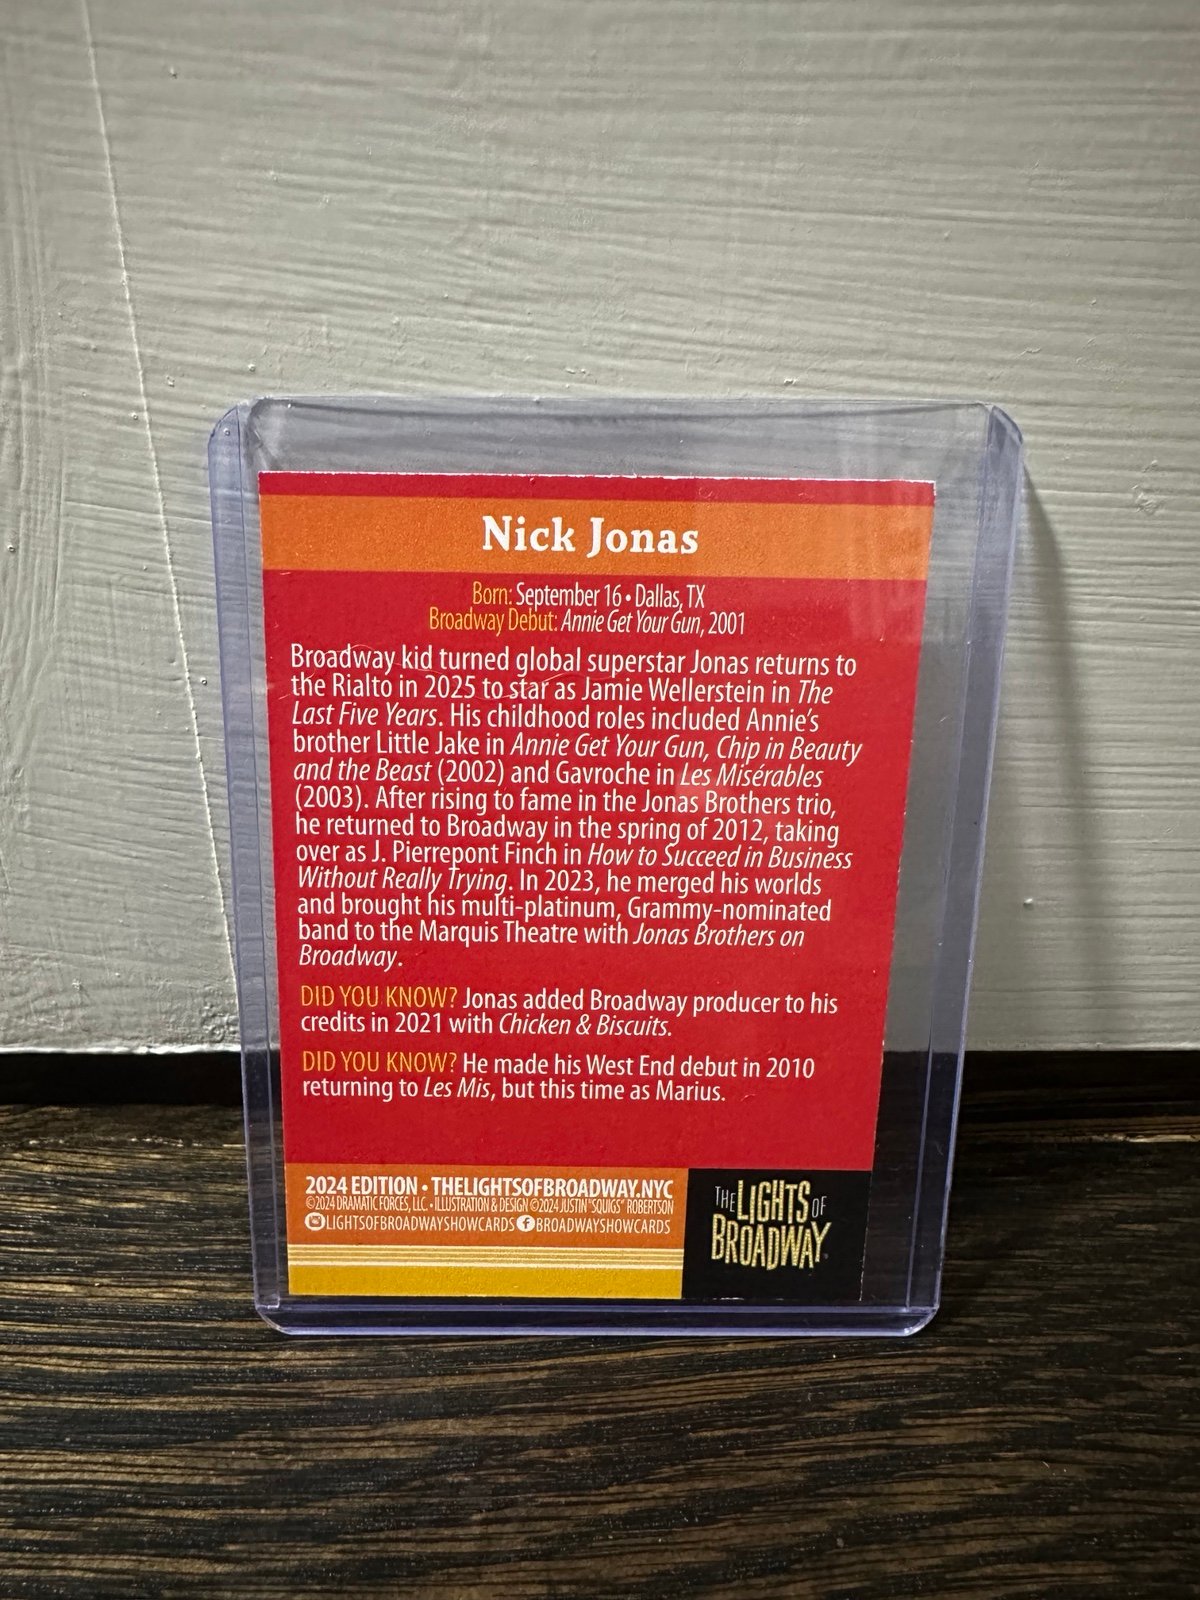 Nick Jonas
Born: September 16 • Dallas, TX
Broadway Debut: Annie Get Your Gun, 2001
Broadway kid turned global superstar Jonas returns to
the Rialto in 2025 to star as Jamie Wellerstein in The
Last Five Years. His childhood roles included Annie's
brother Little Jake in Annie Get Your Gun, Chip in Beauty
and the Beast (2002) and Gavroche in Les Misérables
(2003). After rising to fame in the Jonas Brothers trio,
he returned to Broadway in the spring of 2012, taking
over as J. Pierrepont Finch in How to Succeed in Business
Without Really Trying. In 2023, he merged his worlds
and brought his multi-platinum, Grammy-nominated
band to the Marquis Theatre with Jonas Brothers on
Broadway.
DID YOU KNOW? Jonas added Broadway producer to his
credits in 2021 with Chicken & Biscuits.
DID YOU KNOW? He made his West End debut in 2010
returning to Les Mis, but this time as Marius.
2024 EDITION • THELIGHTSOFBROADWAY.NYC
©2024 DRAMATIC FORCES, LLC. • ILLUSTRATION & DESIGN ©2024 JUSTIN "SQUIGS" ROBERTSON
LIGHTSOFBROADWAYSHOWCARDS BROADWAYSHOWCARDS
THE LIGHTS OF
BROADWAY